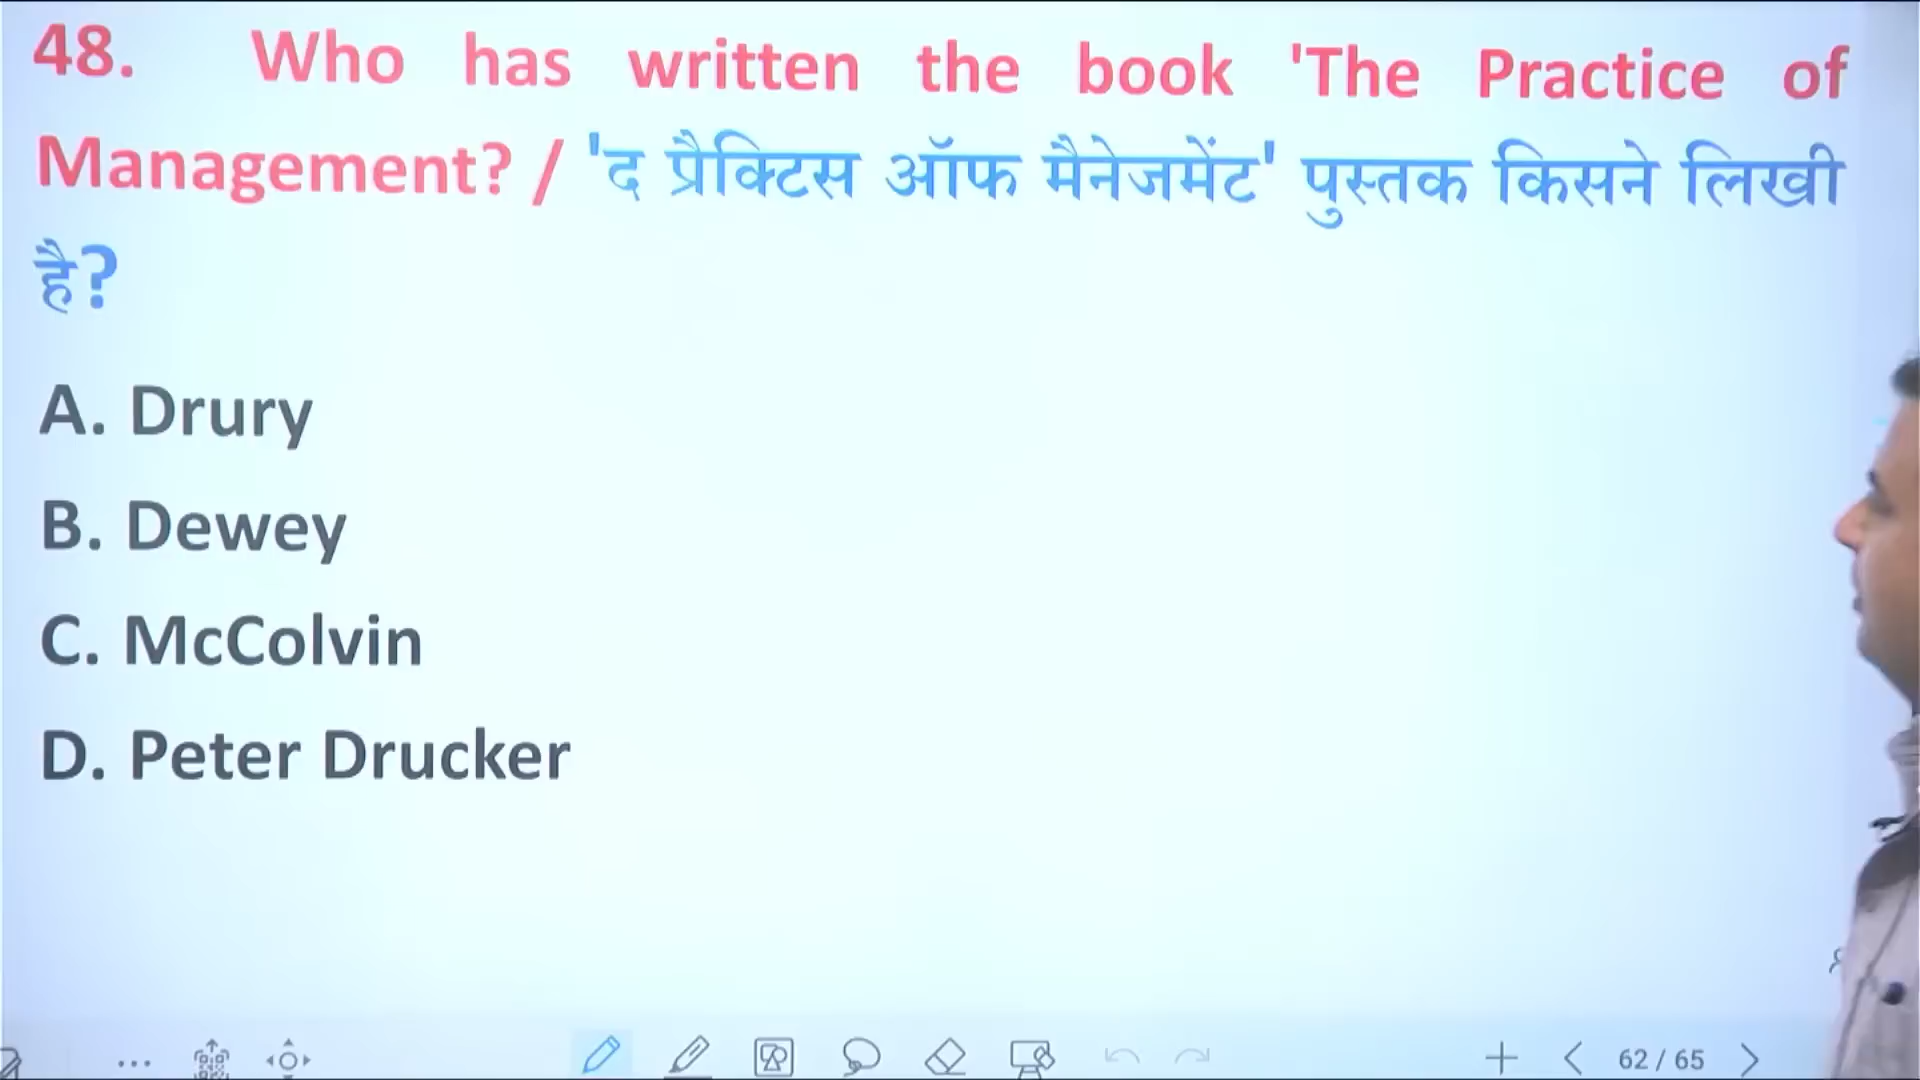 48. Who has written the book 'The Practice of
Management? / 'द प्रैक्टिस ऑफ मैनेजमेंट' पुस्तक किसने लिखी
है?
A. Drury
B. Dewey
C. McColvin
D. Peter Drucker
62 / 65